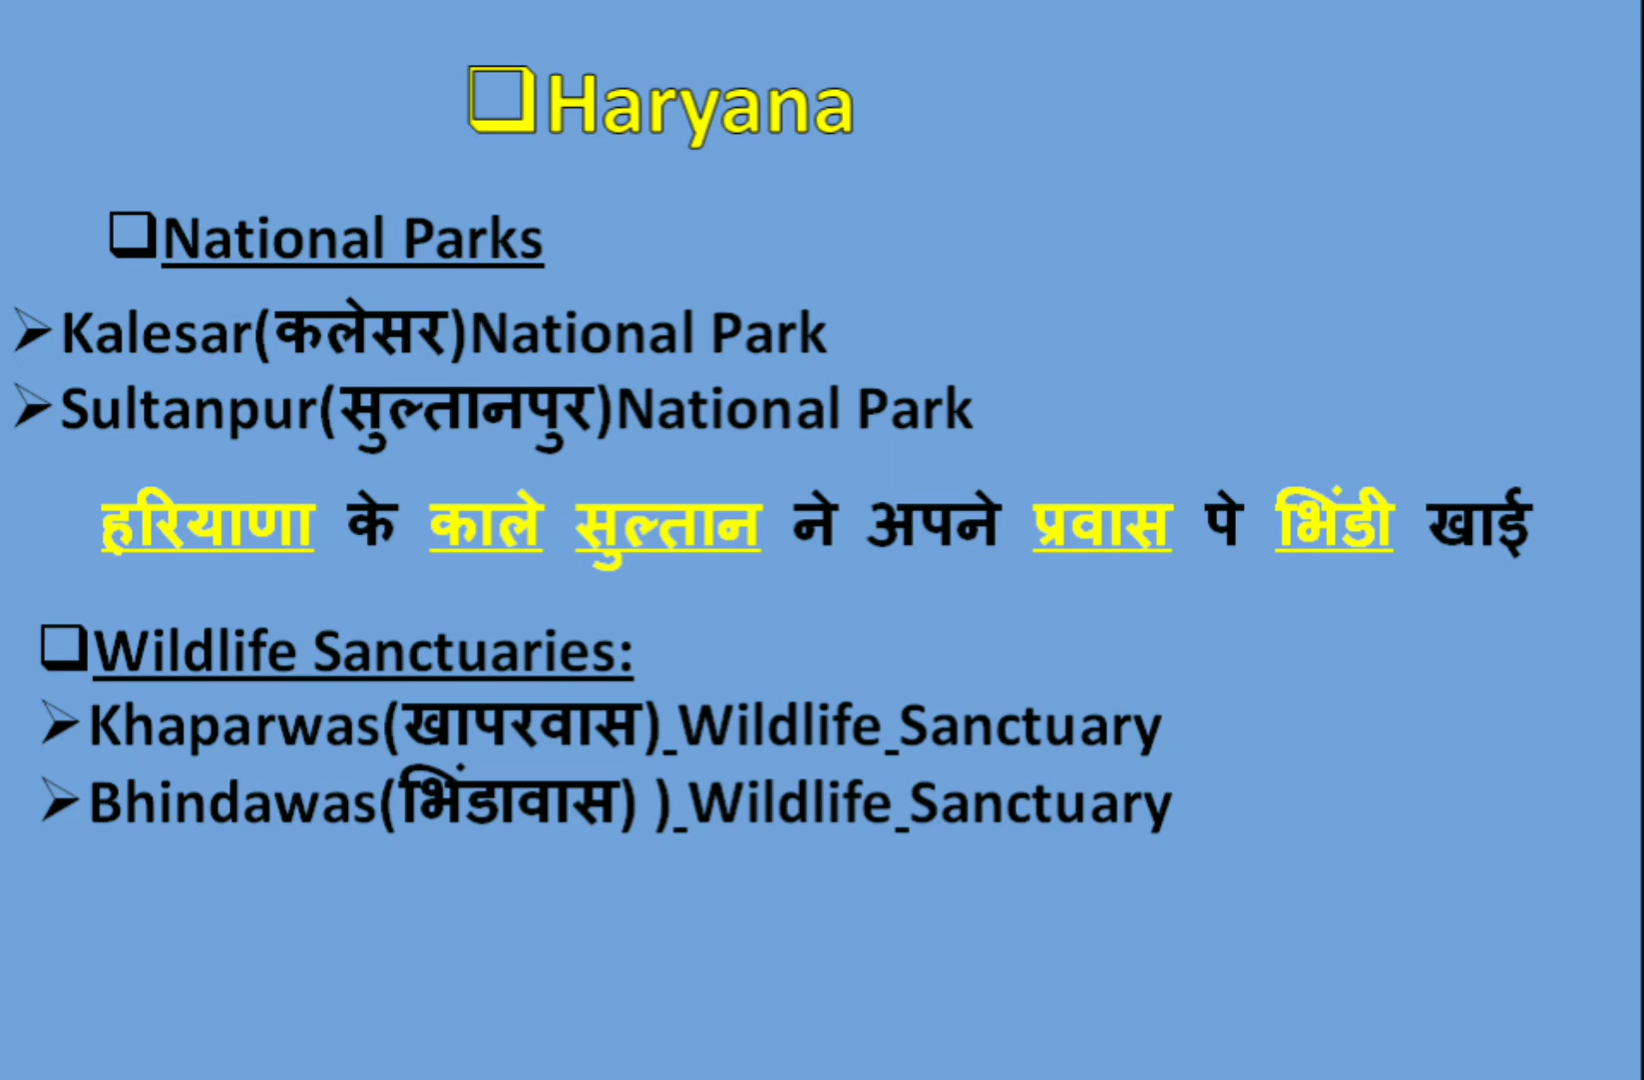 Haryana
National Parks
Kalesar(कलेसर)National Park
Sultanpur(सुल्तानपुर)National Park
हरियाणा के काले सुल्तान ने अपने प्रवास पे भिंडी खाई
Wildlife Sanctuaries:
Khaparwas(खापरवास)_Wildlife_Sanctuary
Bhindawas(भिंडावास) )_Wildlife_Sanctuary